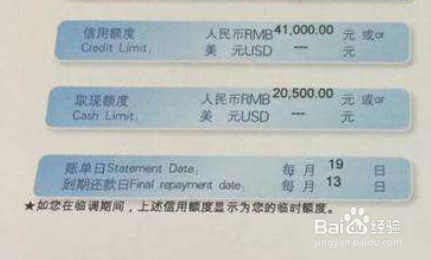 信用额度 人民币RMB 41,000.00 元 或or
Credit Limit: 美 元USD — 元
取现额度 人民币RMB 20,500.00 元 或or
Cash Limit: 美 元USD — 元
账单日Statement Date: 每 月 19 日
到期还款日Final repayment date: 每 月 13 日
★如您在临调期间，上述信用额度显示为您的临时额度。
Baidu 经验
jingyan.baidu.com